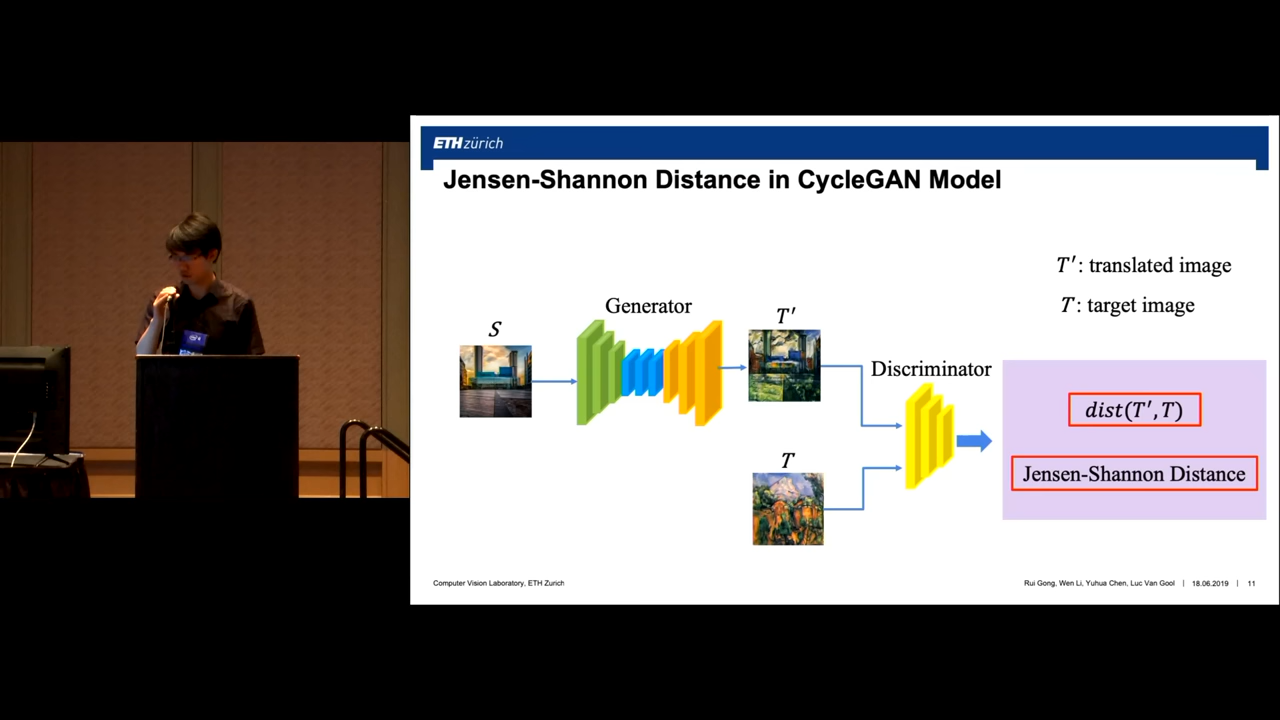 ETH zürich
Jensen-Shannon Distance in CycleGAN Model
T′: translated image
T: target image
Generator
S
T′
Discriminator
T
dist(T′, T)
Jensen-Shannon Distance
Computer Vision Laboratory, ETH Zurich
Rui Gong, Wen Li, Yuhua Chen, Luc Van Gool | 18.06.2019 | 11